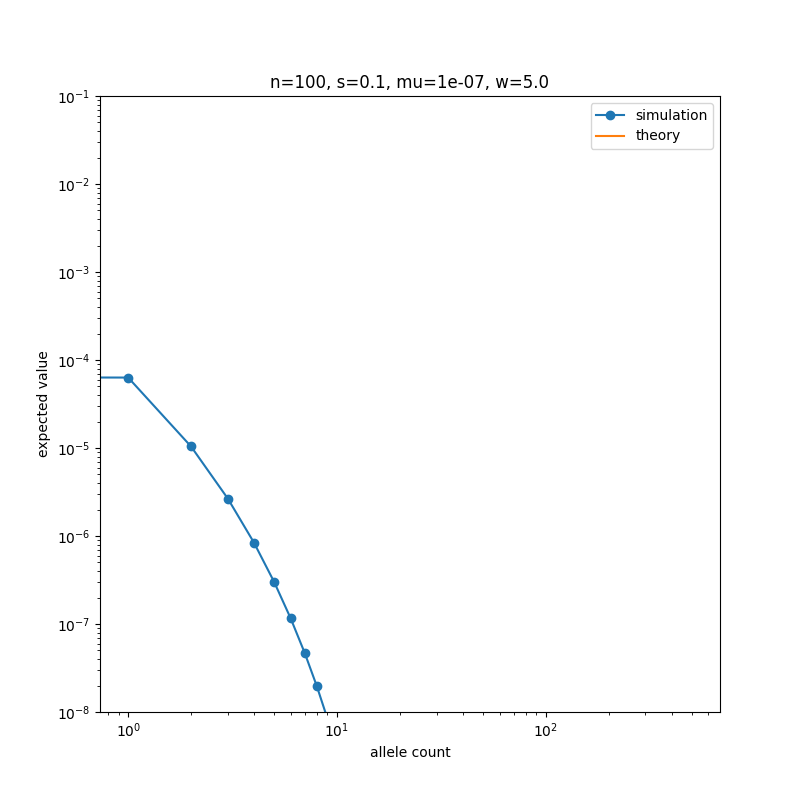 n=100, s=0.1, mu=1e-07, w=5.0
simulation
theory
expected value
10⁻¹
10⁻²
10⁻³
10⁻⁴
10⁻⁵
10⁻⁶
10⁻⁷
10⁻⁸
10⁰ 10¹ 10²
allele count